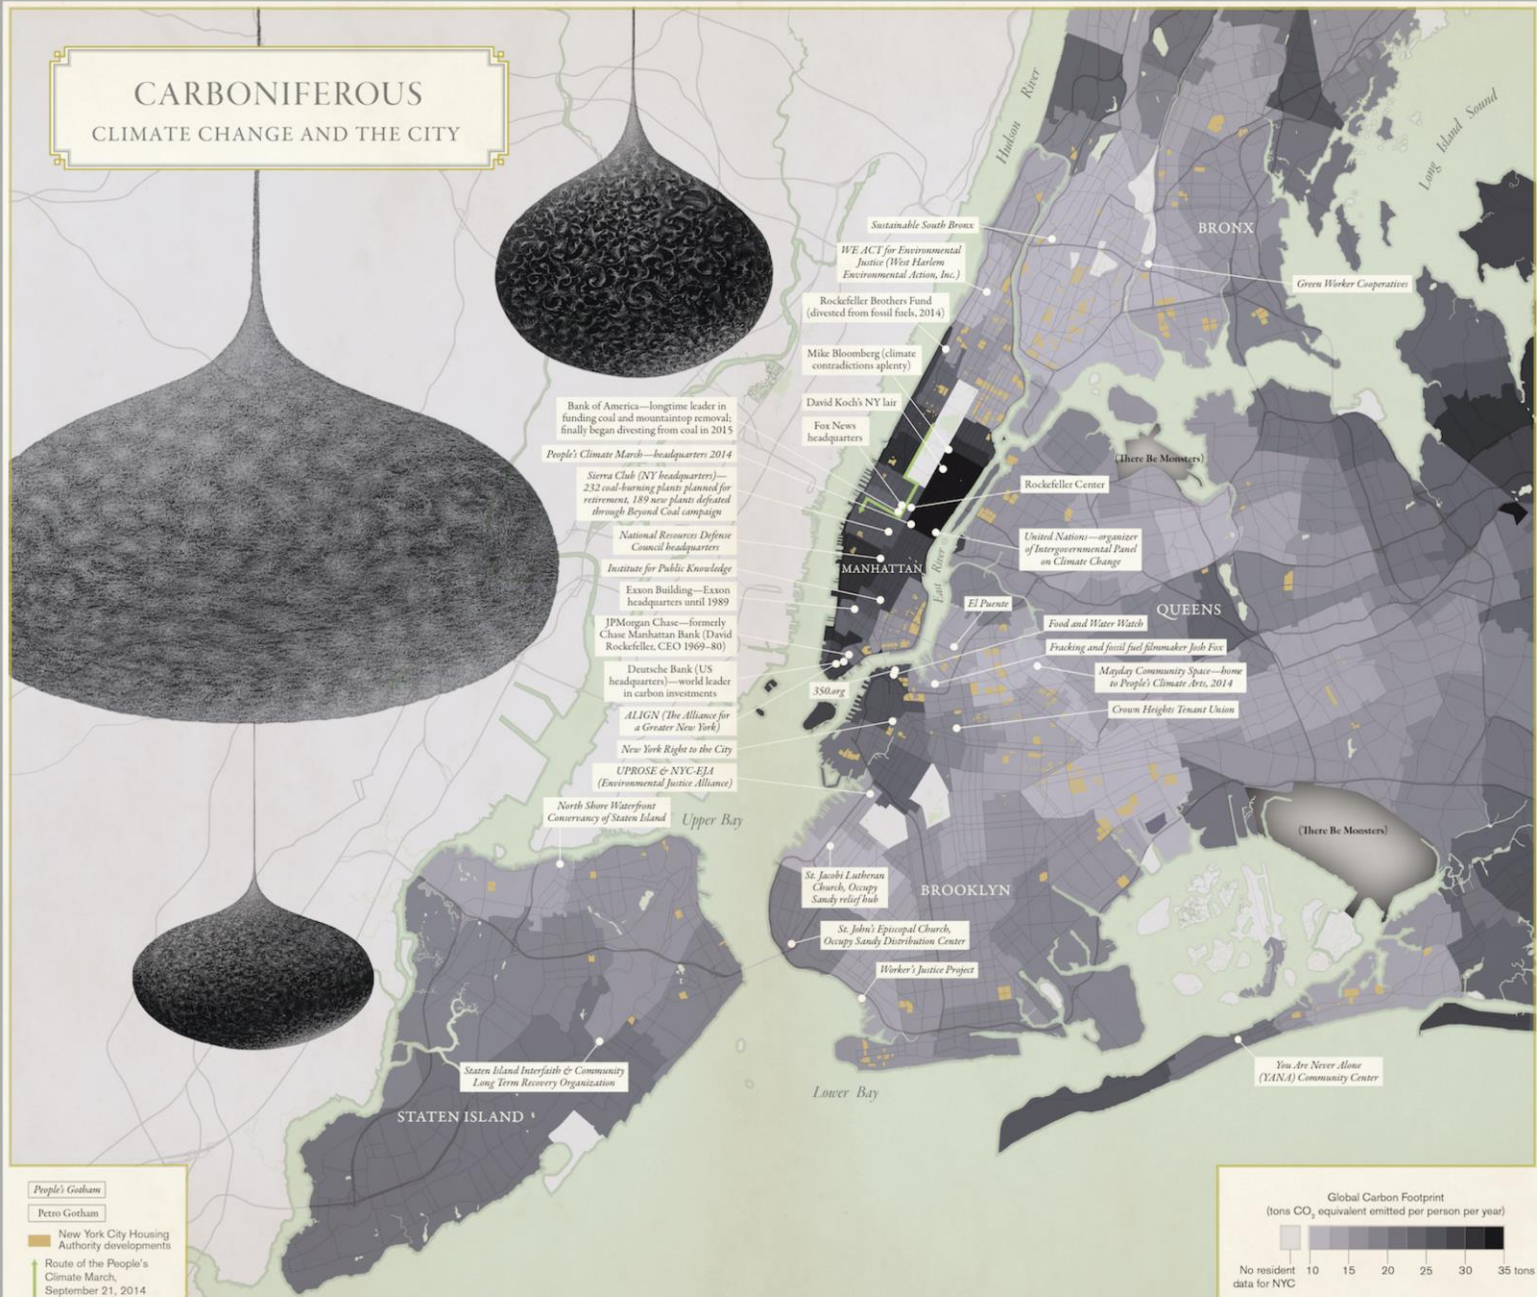 CARBONIFEROUS
CLIMATE CHANGE AND THE CITY
Hudson River
Long Island Sound
BRONX
Sustainable South Bronx
WE ACT for Environmental
Justice (West Harlem
Environmental Action, Inc.)
Green Worker Cooperatives
Rockefeller Brothers Fund
(divested from fossil fuels, 2014)
Mike Bloomberg (climate
contradictions aplenty)
David Koch's NY lair
Fox News
headquarters
Bank of America—longtime leader in
funding coal and mountaintop removal;
finally began divesting from coal in 2015
People's Climate March—headquarters 2014
Sierra Club (NY headquarters)—
232 coal-burning plants planned for
retirement, 189 new plants defeated
through Beyond Coal campaign
National Resources Defense
Council headquarters
Institute for Public Knowledge
Exxon Building—Exxon
headquarters until 1989
JPMorgan Chase—formerly
Chase Manhattan Bank (David
Rockefeller, CEO 1969–80)
Deutsche Bank (US
headquarters)—world leader
in carbon investments
ALIGN (The Alliance for
a Greater New York)
New York Right to the City
UPROSE & NYC-EJA
(Environmental Justice Alliance)
North Shore Waterfront
Conservancy of Staten Island
(There Be Monsters)
Rockefeller Center
United Nations—organizer
of Intergovernmental Panel
on Climate Change
MANHATTAN
East River
El Puente
QUEENS
Food and Water Watch
Fracking and fossil fuel filmmaker Josh Fox
Mayday Community Space—home
to People's Climate Arts, 2014
350.org
Crown Heights Tenant Union
Upper Bay
(There Be Monsters)
St. Jacobi Lutheran
Church, Occupy
Sandy relief hub
BROOKLYN
St. John's Episcopal Church,
Occupy Sandy Distribution Center
Worker's Justice Project
Staten Island Interfaith & Community
Long Term Recovery Organization
STATEN ISLAND
Lower Bay
You Are Never Alone
(YANA) Community Center
People's Gotham
Petro Gotham
New York City Housing
Authority developments
Route of the People's
Climate March,
September 21, 2014
Global Carbon Footprint
(tons CO2 equivalent emitted per person per year)
No resident
data for NYC
10 15 20 25 30 35 tons